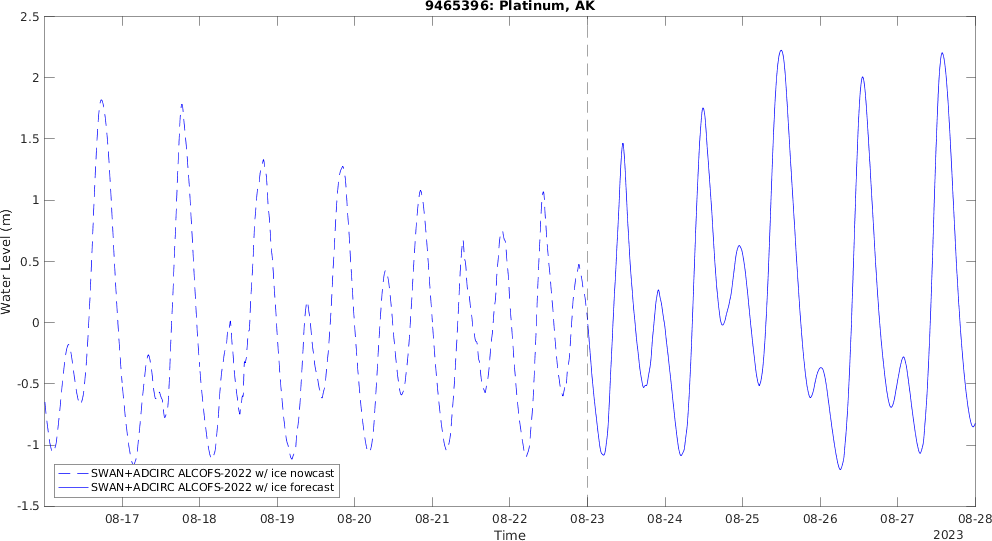 9465396: Platinum, AK
2.5
2
1.5
1
0.5
0
-0.5
-1
-1.5
Water Level (m)
SWAN+ADCIRC ALCOFS-2022 w/ ice nowcast
SWAN+ADCIRC ALCOFS-2022 w/ ice forecast
08-17 08-18 08-19 08-20 08-21 08-22 08-23 08-24 08-25 08-26 08-27 08-28
Time
2023